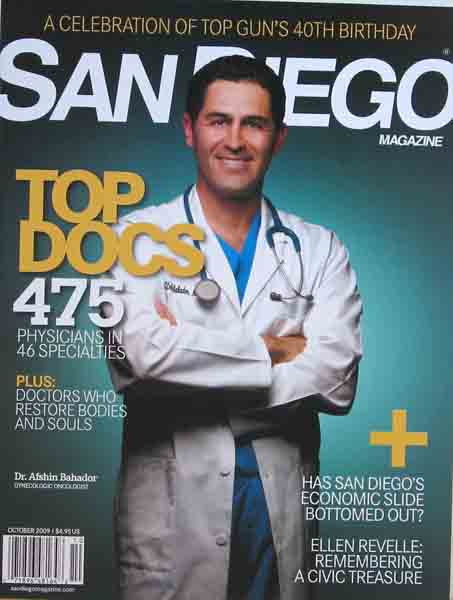 A CELEBRATION OF TOP GUN'S 40TH BIRTHDAY
SAN DIEGO
MAGAZINE
TOP
DOCS
475
PHYSICIANS IN
46 SPECIALTIES
PLUS:
DOCTORS WHO
RESTORE BODIES
AND SOULS
Dr. Afshin Bahador
GYNECOLOGIC ONCOLOGIST
+
HAS SAN DIEGO'S
ECONOMIC SLIDE
BOTTOMED OUT?
ELLEN REVELLE:
REMEMBERING
A CIVIC TREASURE
OCTOBER 2009 | $4.95 US
sandiegomagazine.com